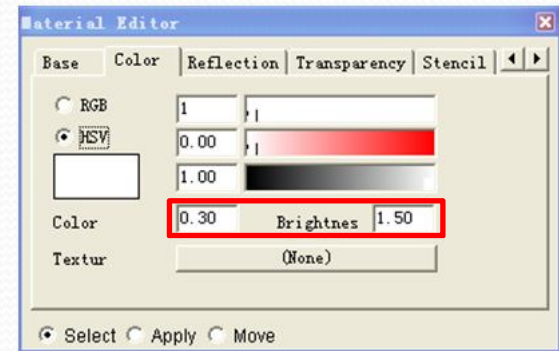 Material Editor
Base Color Reflection Transparency Stencil
RGB 1
HSV 0.00
1.00
Color 0.30 Brightnes 1.50
Textur (None)
Select Apply Move